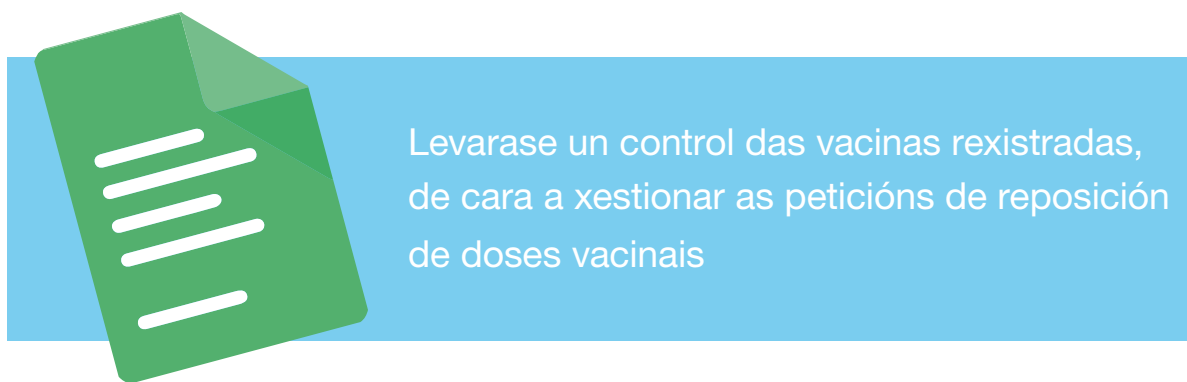 Levarase un control das vacinas rexistradas,
de cara a xestionar as peticións de reposición
de doses vacinais